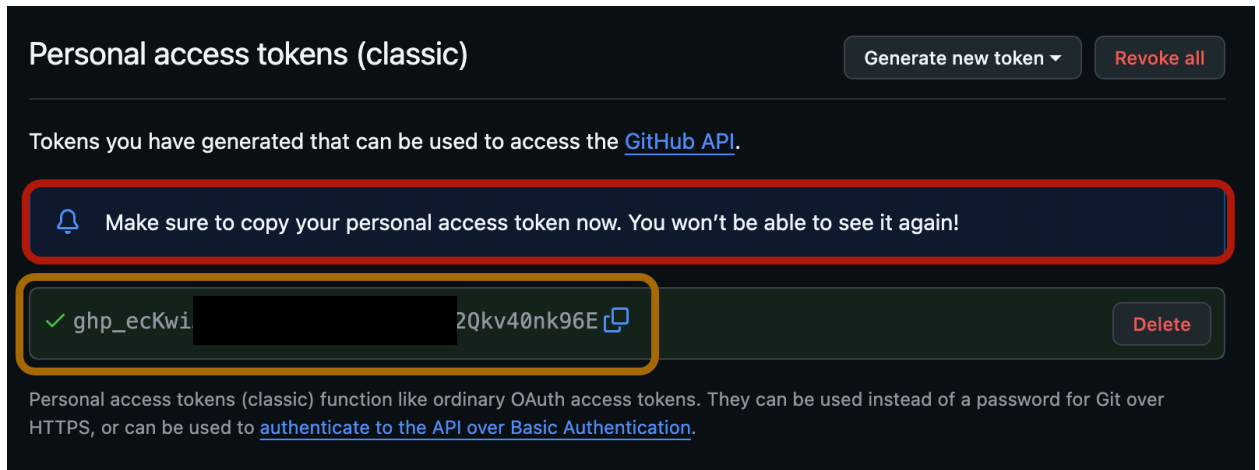 Personal access tokens (classic)
Generate new token
Revoke all
Tokens you have generated that can be used to access the GitHub API.
Make sure to copy your personal access token now. You won't be able to see it again!
ghp_ecKwi 2Qkv40nk96E
Delete
Personal access tokens (classic) function like ordinary OAuth access tokens. They can be used instead of a password for Git over
HTTPS, or can be used to authenticate to the API over Basic Authentication.